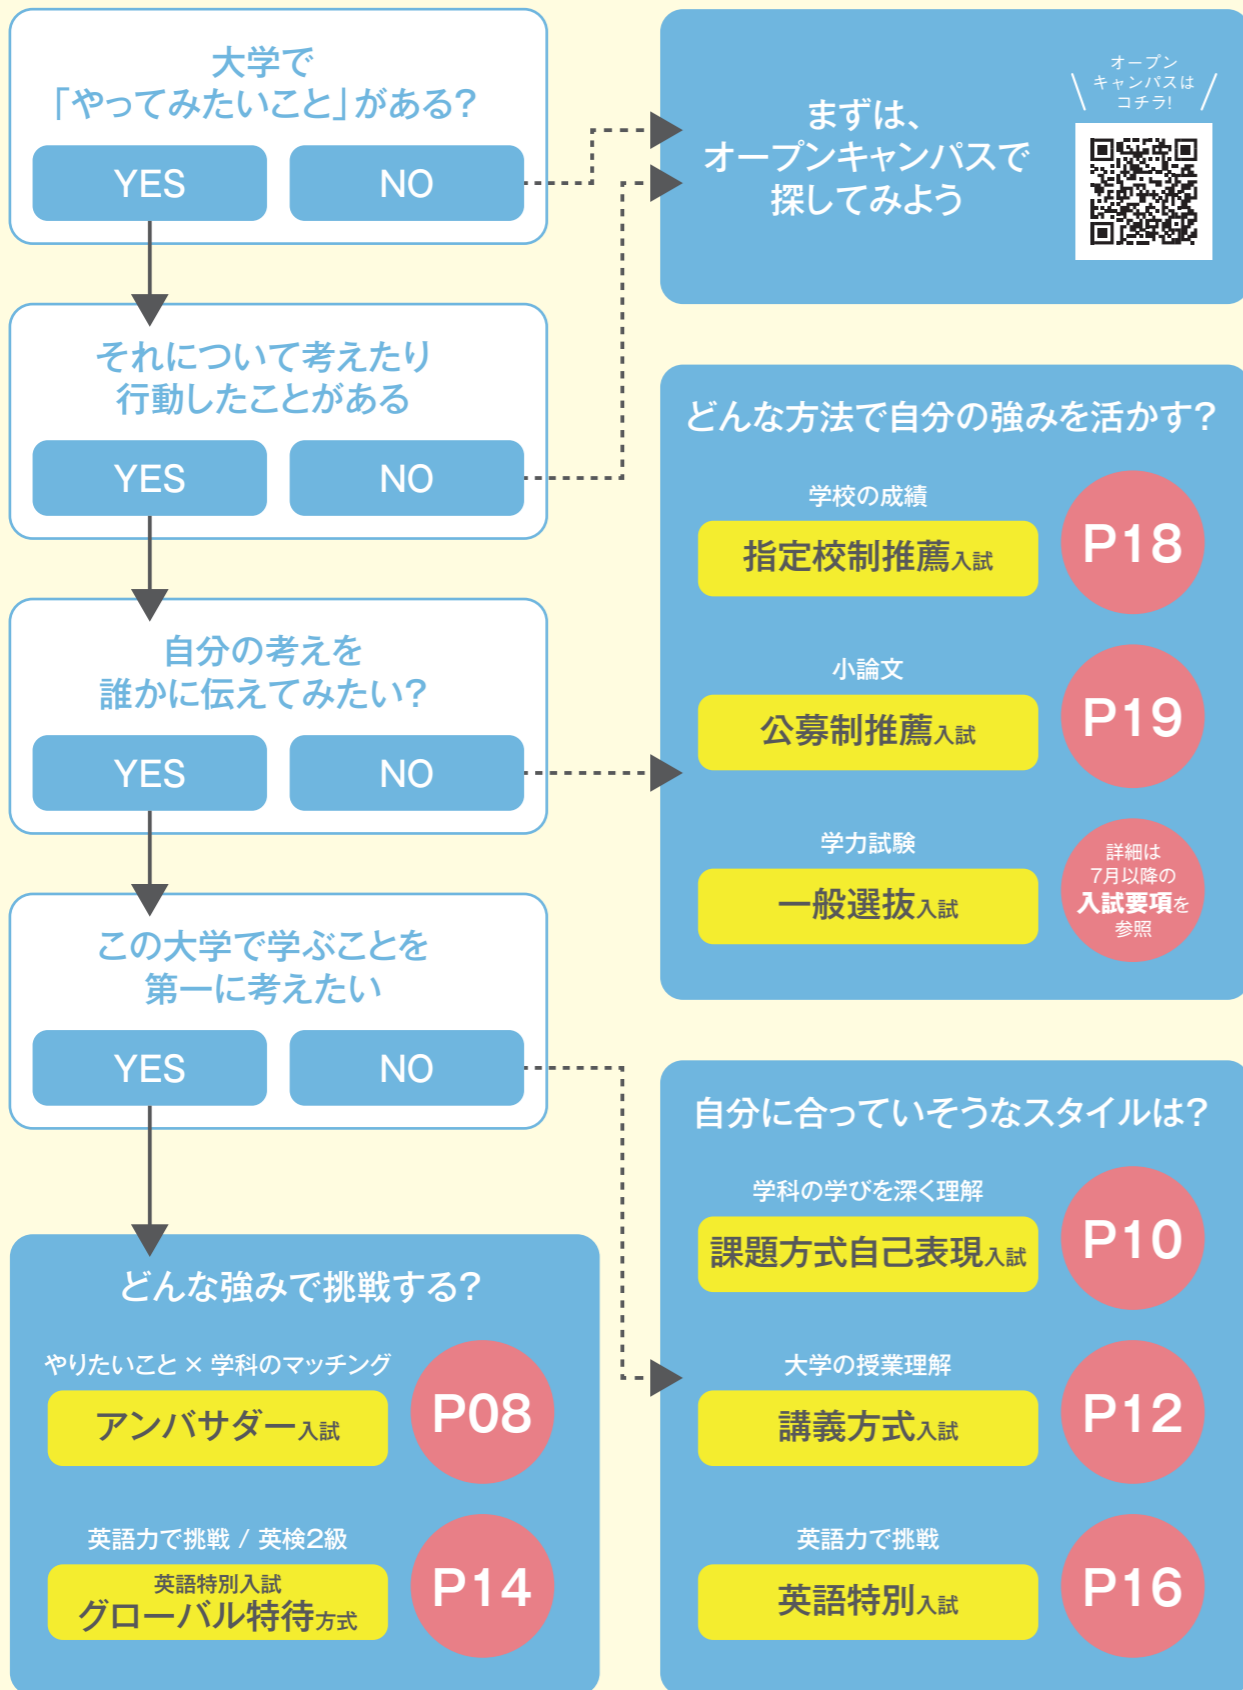 大学で
「やってみたいこと」がある？
YES
NO
まずは、
オープンキャンパスで
探してみよう
オープン
キャンパスは
コチラ!
それについて考えたり
行動したことがある
YES
NO
自分の考えを
誰かに伝えてみたい？
YES
NO
この大学で学ぶことを
第一に考えたい
YES
NO
どんな方法で自分の強みを活かす？
学校の成績
指定校制推薦入試
P18
小論文
公募制推薦入試
P19
学力試験
一般選抜入試
詳細は
7月以降の
入試要項を
参照
どんな強みで挑戦する？
やりたいこと × 学科のマッチング
アンバサダー入試
P08
英語力で挑戦 / 英検2級
英語特別入試
グローバル特待方式
P14
自分に合っていそうなスタイルは？
学科の学びを深く理解
課題方式自己表現入試
P10
大学の授業理解
講義方式入試
P12
英語力で挑戦
英語特別入試
P16